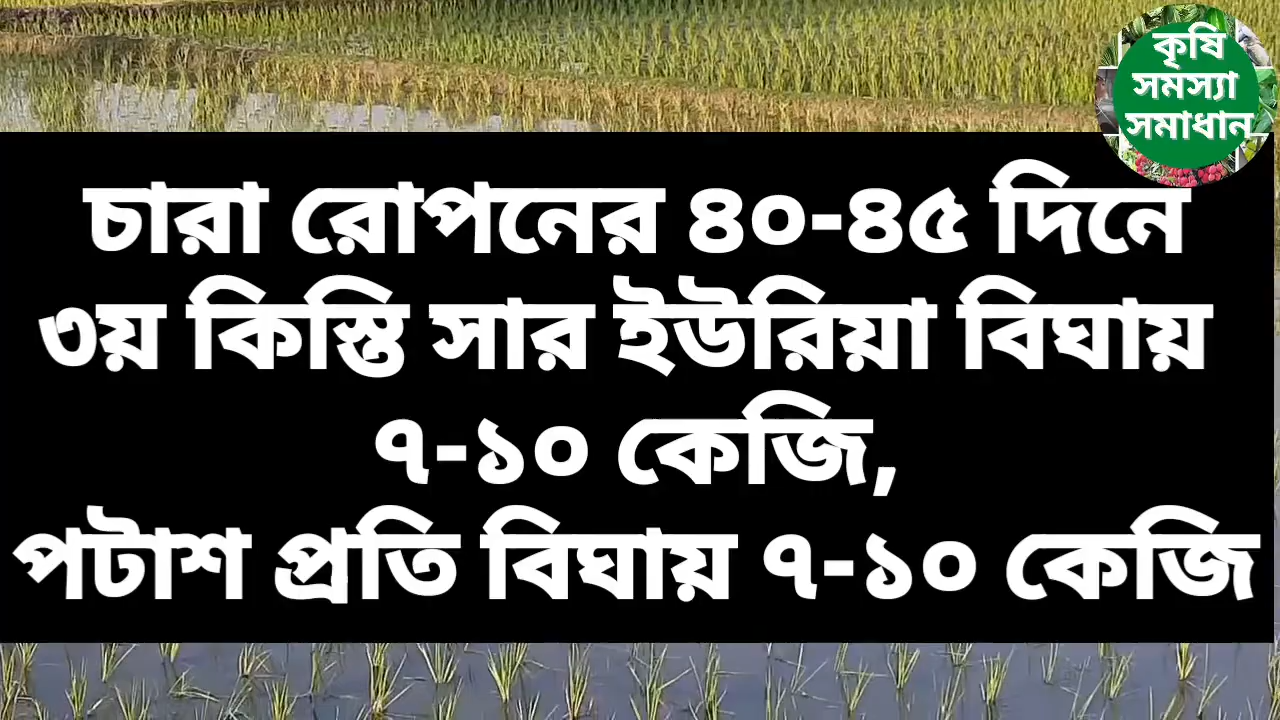 কৃষি
সমস্যা
সমাধান
চারা রোপনের ৪০-৪৫ দিনে
৩য় কিস্তি সার ইউরিয়া বিঘায়
৭-১০ কেজি,
পটাশ প্রতি বিঘায় ৭-১০ কেজি